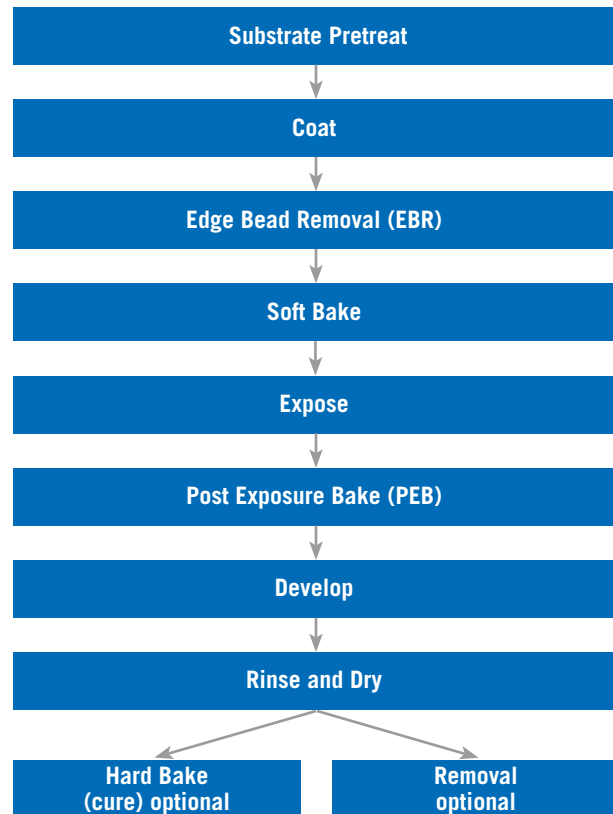 Substrate Pretreat
Coat
Edge Bead Removal (EBR)
Soft Bake
Expose
Post Exposure Bake (PEB)
Develop
Rinse and Dry
Hard Bake
(cure) optional
Removal
optional